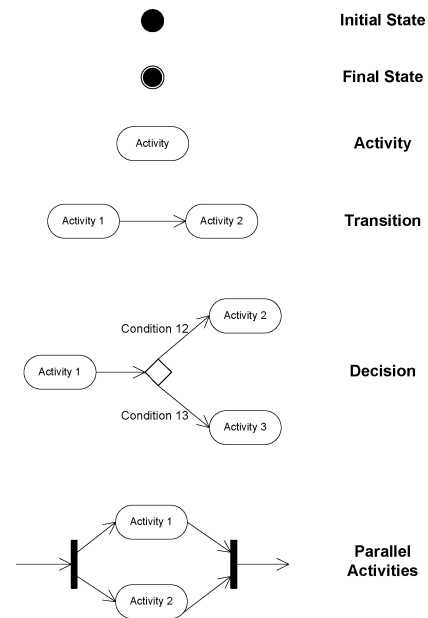 Initial State
Final State
Activity
Activity
Activity 1
Activity 2
Transition
Activity 2
Condition 12
Activity 1
Decision
Condition 13
Activity 3
Activity 1
Parallel
Activities
Activity 2